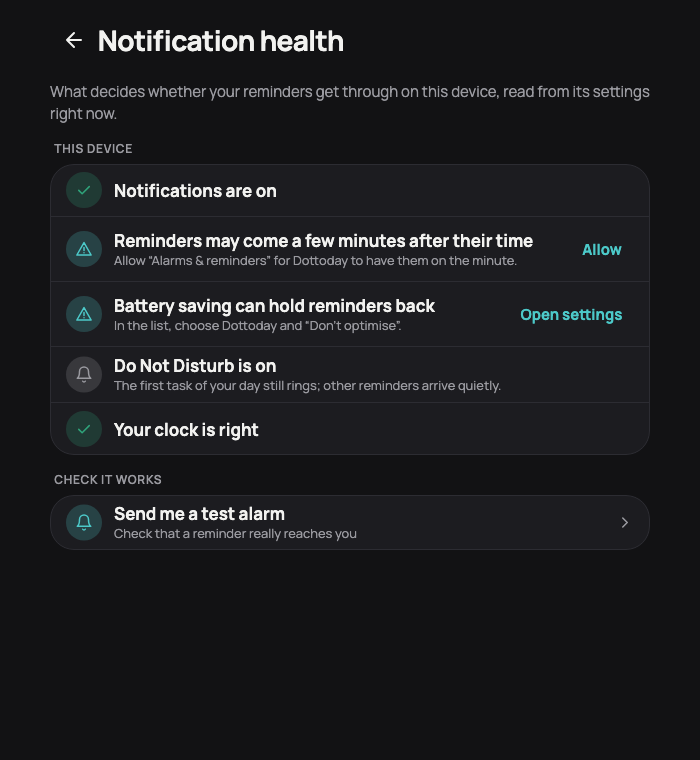 Notification health
What decides whether your reminders get through on this device, read from its settings
right now.
THIS DEVICE
Notifications are on
Reminders may come a few minutes after their time
Allow “Alarms & reminders” for Dottoday to have them on the minute.
Allow
Battery saving can hold reminders back
In the list, choose Dottoday and “Don’t optimise”.
Open settings
Do Not Disturb is on
The first task of your day still rings; other reminders arrive quietly.
Your clock is right
CHECK IT WORKS
Send me a test alarm
Check that a reminder really reaches you